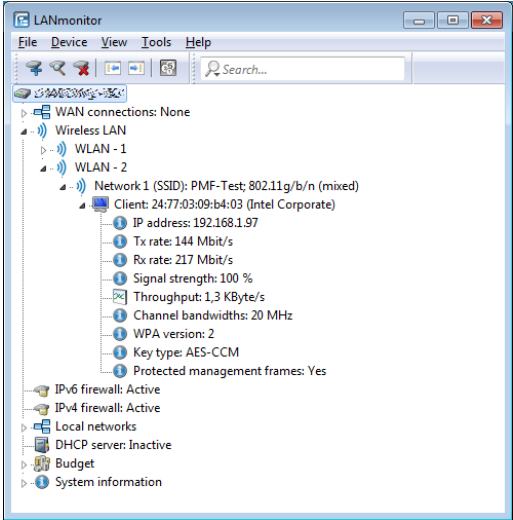 LANmonitor
File Device View Tools Help
Search...
WAN connections: None
Wireless LAN
WLAN - 1
WLAN - 2
Network 1 (SSID): PMF-Test; 802.11g/b/n (mixed)
Client: 24:77:03:09:b4:03 (Intel Corporate)
IP address: 192.168.1.97
Tx rate: 144 Mbit/s
Rx rate: 217 Mbit/s
Signal strength: 100 %
Throughput: 1,3 KByte/s
Channel bandwidths: 20 MHz
WPA version: 2
Key type: AES-CCM
Protected management frames: Yes
IPv6 firewall: Active
IPv4 firewall: Active
Local networks
DHCP server: Inactive
Budget
System information